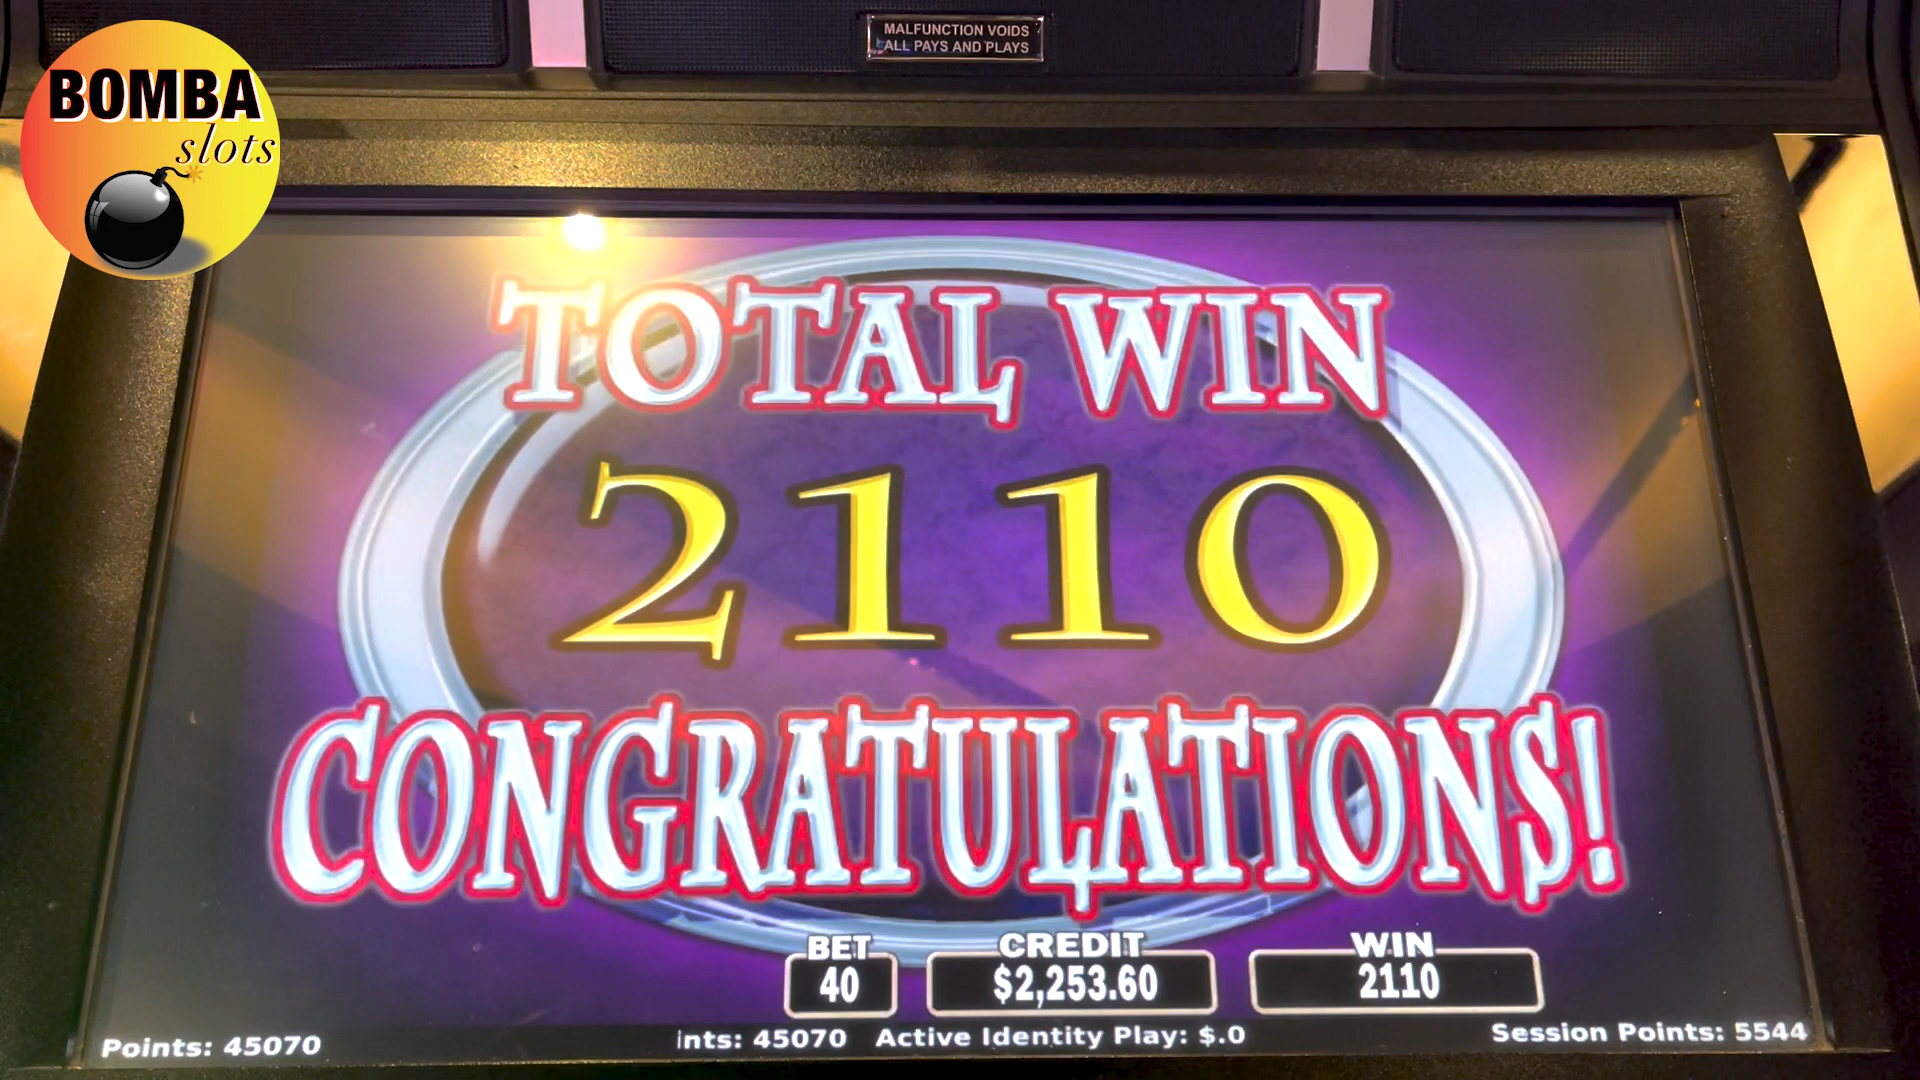 MALFUNCTION VOIDS
ALL PAYS AND PLAYS
BOMBA
slots
TOTAL WIN
2110
CONGRATULATIONS!
BET CREDIT WIN
40 $2,253.60 2110
Points: 45070 ints: 45070 Active Identity Play: $.0 Session Points: 5544